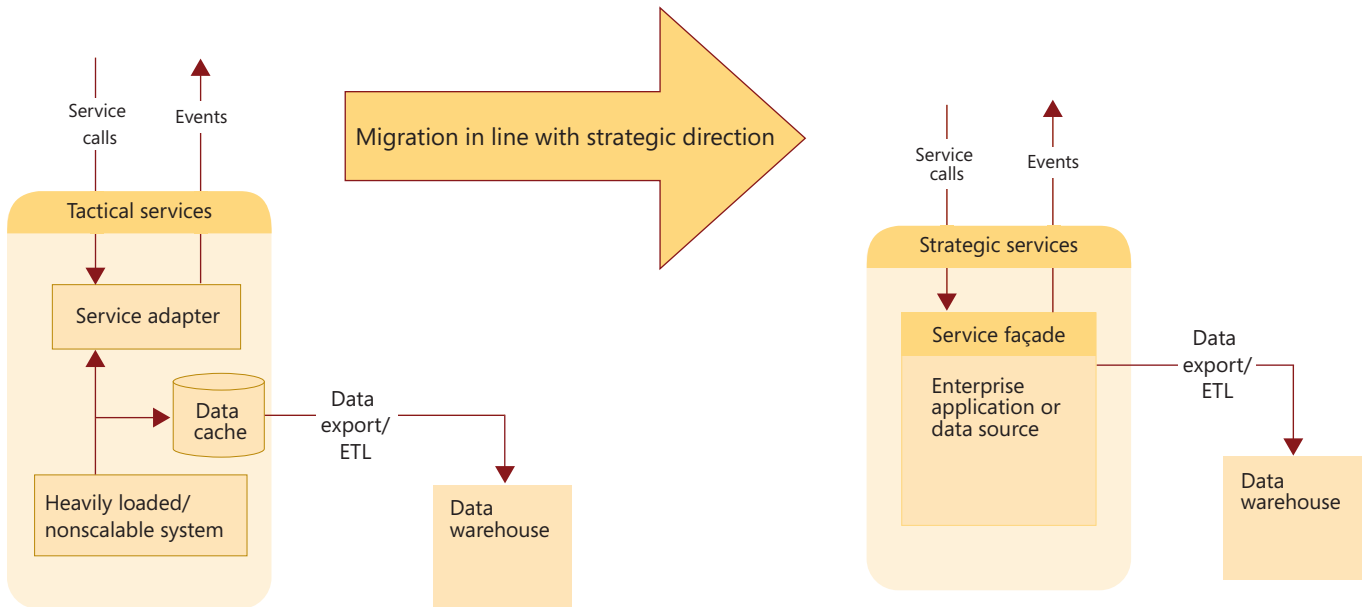 Service
calls
Events
Tactical services
Service adapter
Data
cache
Heavily loaded/
nonscalable system
Data
export/
ETL
Data
warehouse
Migration in line with strategic direction
Service
calls
Events
Strategic services
Service façade
Enterprise
application or
data source
Data
export/
ETL
Data
warehouse